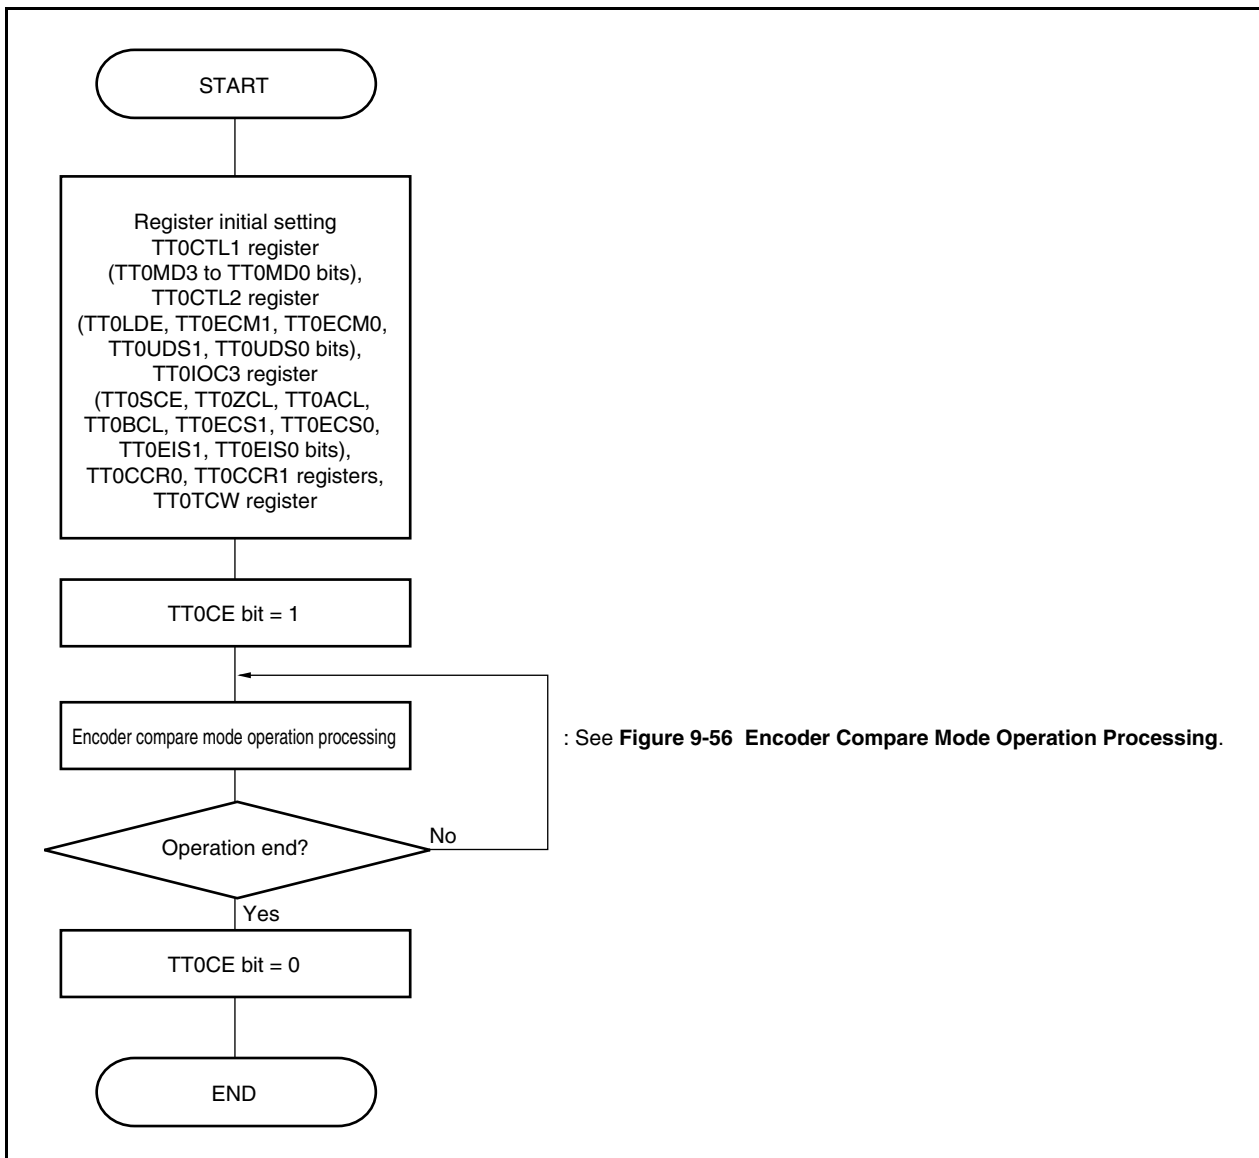 START
Register initial setting
TT0CTL1 register
(TT0MD3 to TT0MD0 bits),
TT0CTL2 register
(TT0LDE, TT0ECM1, TT0ECM0,
TT0UDS1, TT0UDS0 bits),
TT0IOC3 register
(TT0SCE, TT0ZCL, TT0ACL,
TT0BCL, TT0ECS1, TT0ECS0,
TT0EIS1, TT0EIS0 bits),
TT0CCR0, TT0CCR1 registers,
TT0TCW register
TT0CE bit = 1
Encoder compare mode operation processing
: See Figure 9-56 Encoder Compare Mode Operation Processing.
Operation end?
No
Yes
TT0CE bit = 0
END